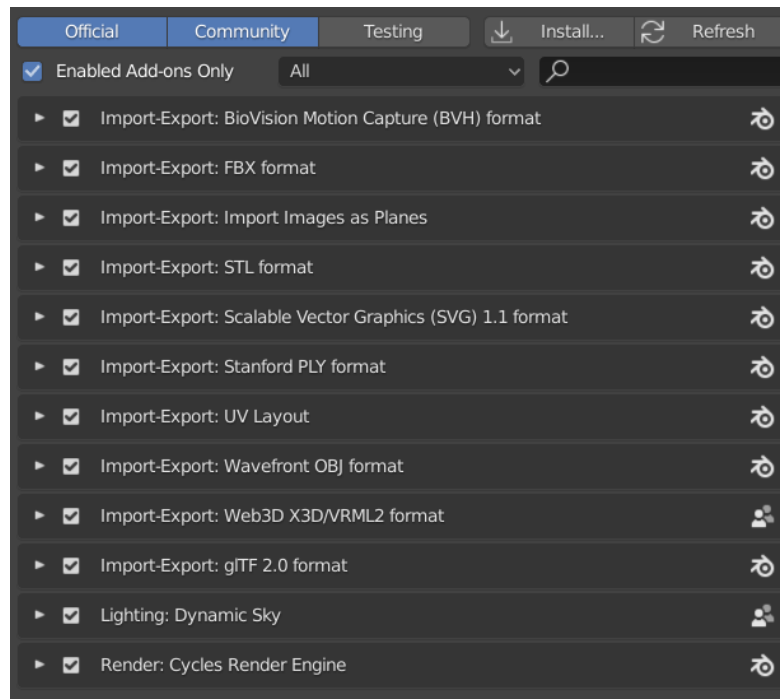 Official Community Testing Install... Refresh
Enabled Add-ons Only All
Import-Export: BioVision Motion Capture (BVH) format
Import-Export: FBX format
Import-Export: Import Images as Planes
Import-Export: STL format
Import-Export: Scalable Vector Graphics (SVG) 1.1 format
Import-Export: Stanford PLY format
Import-Export: UV Layout
Import-Export: Wavefront OBJ format
Import-Export: Web3D X3D/VRML2 format
Import-Export: glTF 2.0 format
Lighting: Dynamic Sky
Render: Cycles Render Engine